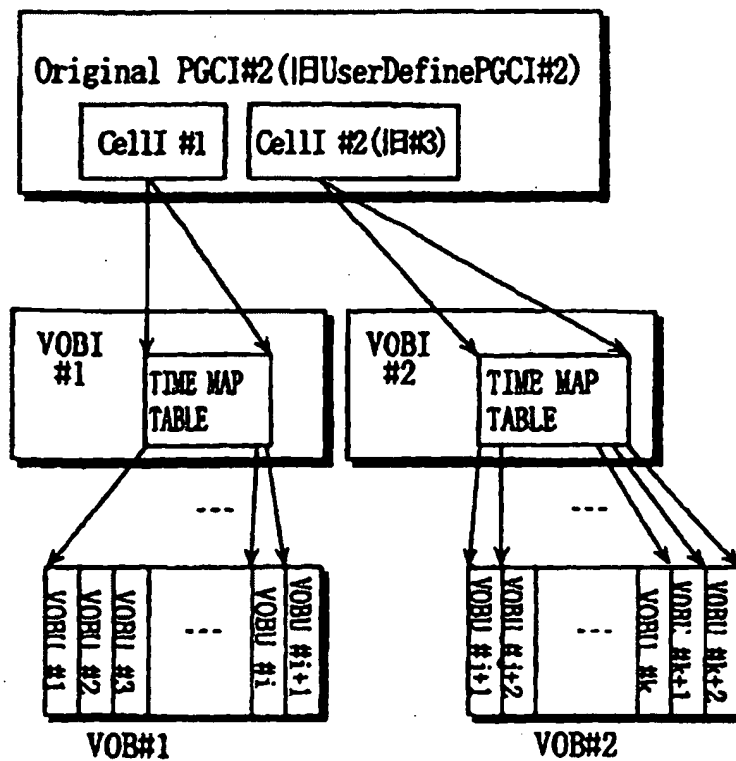 Original PGCI#2(旧UserDefinePGCI#2)
CellI #1
CellI #2(旧#3)
VOBI
#1
TIME MAP
TABLE
VOBI
#2
TIME MAP
TABLE
---
---
VOBU #1
VOBU #2
VOBU #3
---
VOBU #i
VOBU #i+1
VOBU #j+1
VOBU #j+2
---
VOBU #k
VOBU #k+1
VOBU #k+2
VOB#1
VOB#2